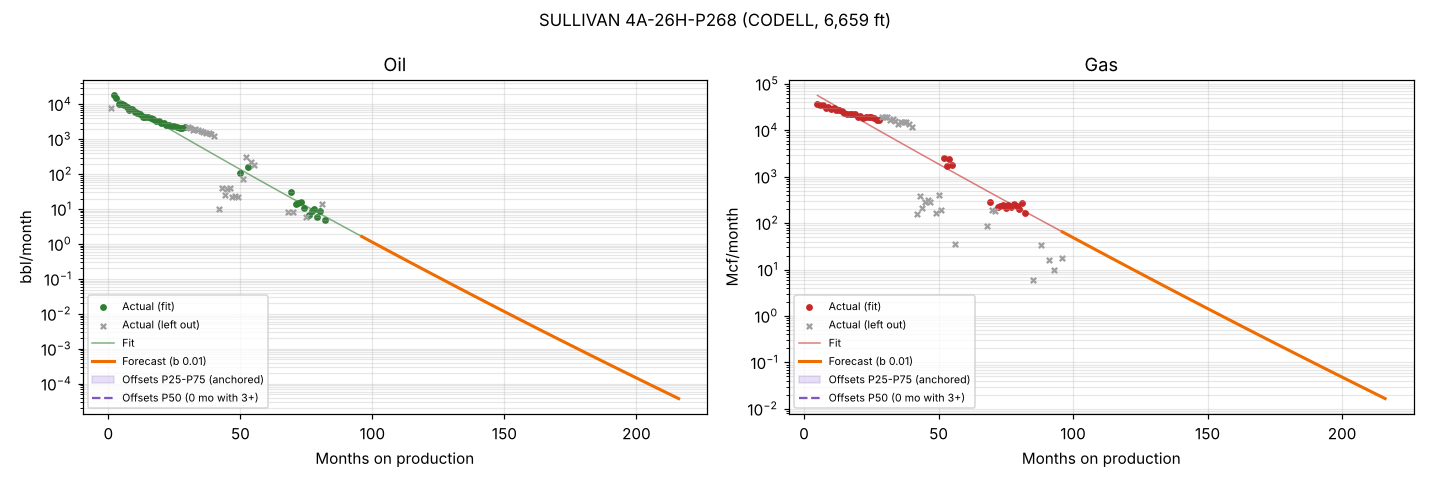 SULLIVAN 4A-26H-P268 (CODELL, 6,659 ft)
Oil
bbl/month
10^4
10^3
10^2
10^1
10^0
10^−1
10^−2
10^−3
10^−4
Actual (fit)
Actual (left out)
Fit
Forecast (b 0.01)
Offsets P25-P75 (anchored)
Offsets P50 (0 mo with 3+)
0 50 100 150 200
Months on production
Gas
Mcf/month
10^5
10^4
10^3
10^2
10^1
10^0
10^−1
10^−2
Actual (fit)
Actual (left out)
Fit
Forecast (b 0.01)
Offsets P25-P75 (anchored)
Offsets P50 (0 mo with 3+)
0 50 100 150 200
Months on production